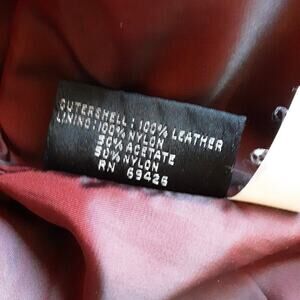 OUTERSHELL: 100% LEATHER
LINING: 100% NYLON
50% ACETATE
50% NYLON
RN 69426